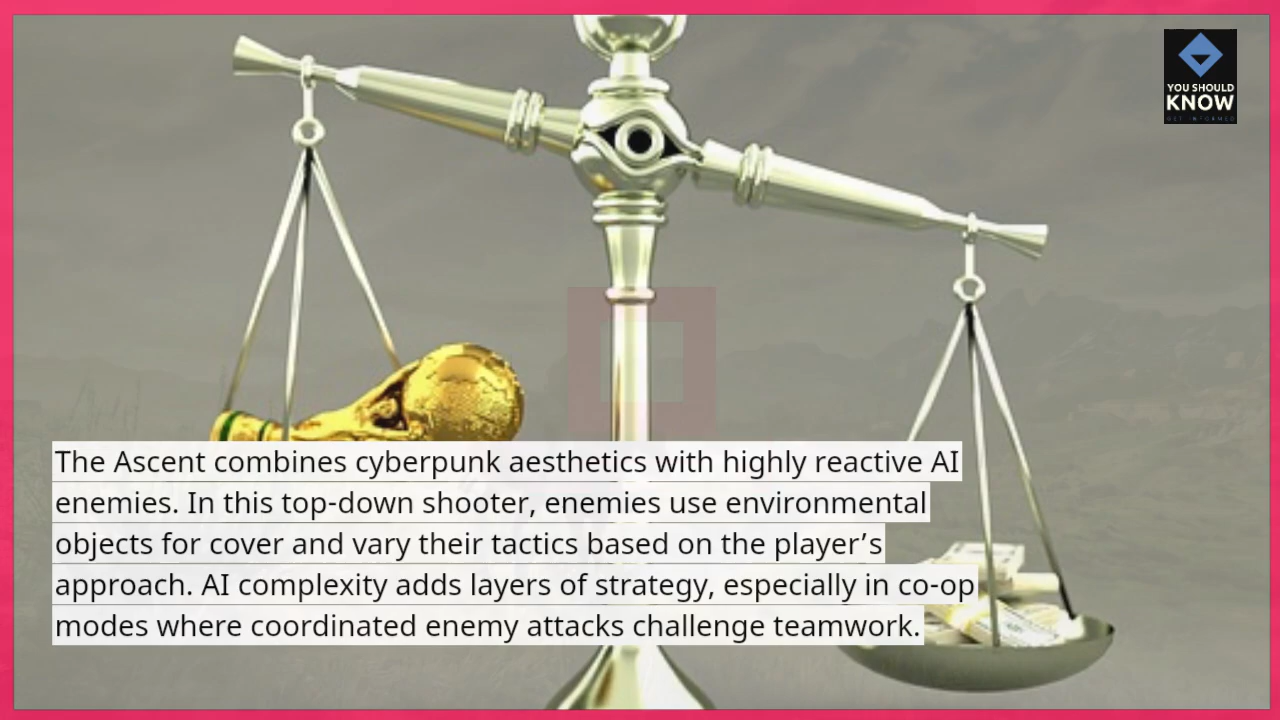 YOU SHOULD
KNOW
GET INFORMED
The Ascent combines cyberpunk aesthetics with highly reactive AI
enemies. In this top-down shooter, enemies use environmental
objects for cover and vary their tactics based on the player’s
approach. AI complexity adds layers of strategy, especially in co-op
modes where coordinated enemy attacks challenge teamwork.